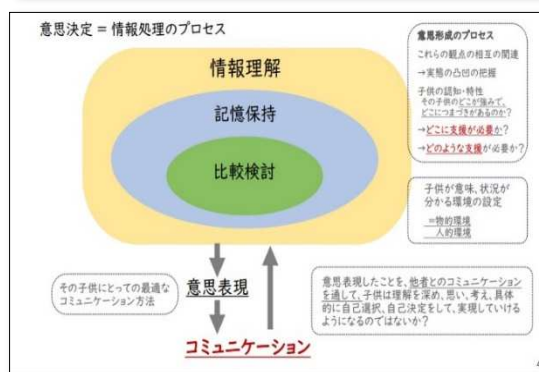 意思決定 = 情報処理のプロセス
情報理解
記憶保持
比較検討
意思形成のプロセス
これらの観点の相互の関連
→実態の凸凹の把握
子供の認知・特性
その子供のどこが強みで、
どこにつまづきがあるのか?
→どこに支援が必要か?
→どのような支援が必要か?
子供が意味、状況が
分かる環境の設定
=物的環境
人的環境
その子供にとっての最適な
コミュニケーション方法
意思表現
コミュニケーション
意思表現したことを、他者とのコミュニケーション
を通して、子供は理解を深め、思い、考え、具体
的に自己選択、自己決定をして、実現していける
ようになるのではないか?